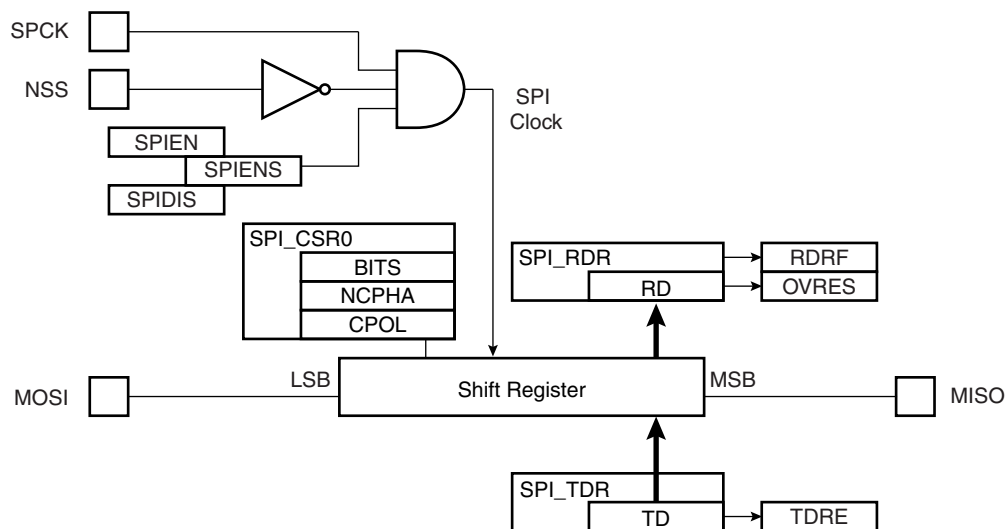 SPCK
NSS
SPI
Clock
SPIEN
SPIENS
SPIDIS
SPI_CSR0
BITS
NCPHA
CPOL
SPI_RDR
RD
RDRF
OVRES
MOSI
LSB
Shift Register
MSB
MISO
SPI_TDR
TD
TDRE